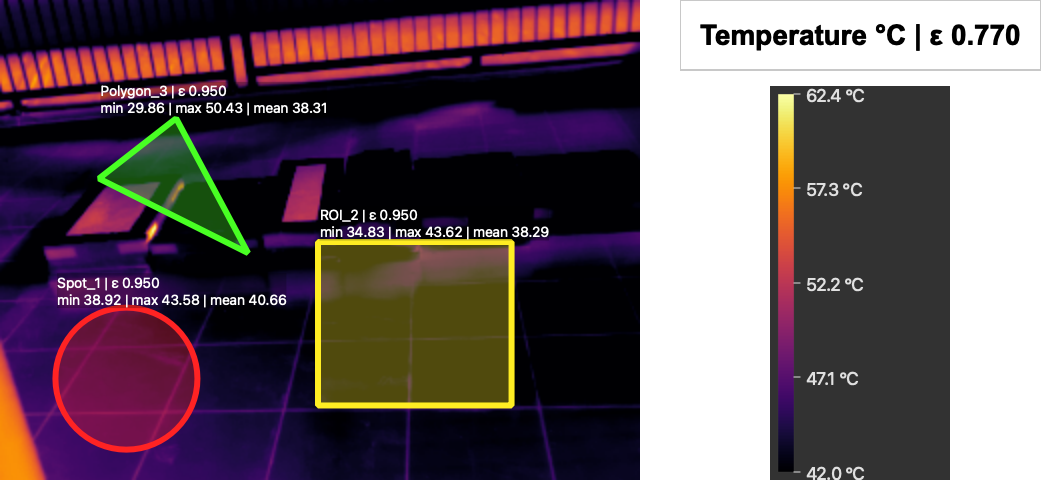 Temperature °C | ε 0.770
Polygon_3 | ε 0.950
min 29.86 | max 50.43 | mean 38.31
ROI_2 | ε 0.950
min 34.83 | max 43.62 | mean 38.29
Spot_1 | ε 0.950
min 38.92 | max 43.58 | mean 40.66
62.4 °C
57.3 °C
52.2 °C
47.1 °C
42.0 °C